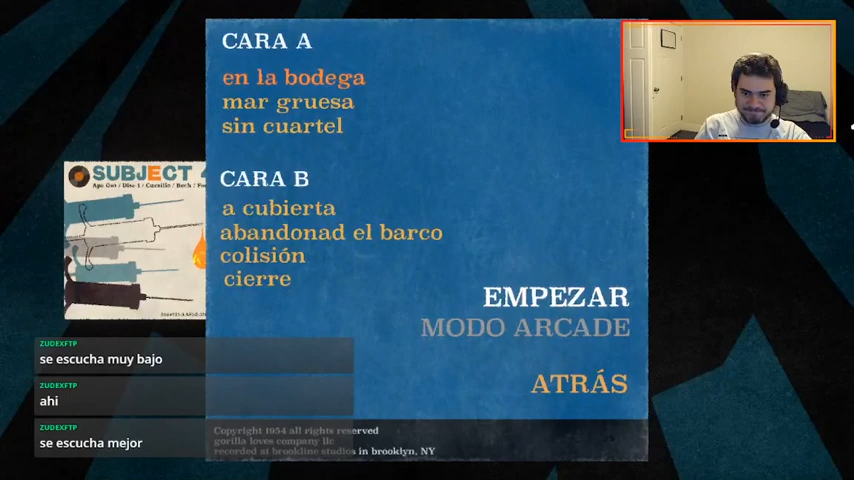 CARA A
en la bodega
mar gruesa
sin cuartel
SUBJECT 4
CARA B
a cubierta
abandonad el barco
colisión
cierre
EMPEZAR
MODO ARCADE
ATRÁS
ZUDEXFTP
se escucha muy bajo
ZUDEXFTP
ahi
ZUDEXFTP
se escucha mejor
Copyright 1954 all rights reserved
gorilla loves company llc
recorded at brookline studios in brooklyn, NY